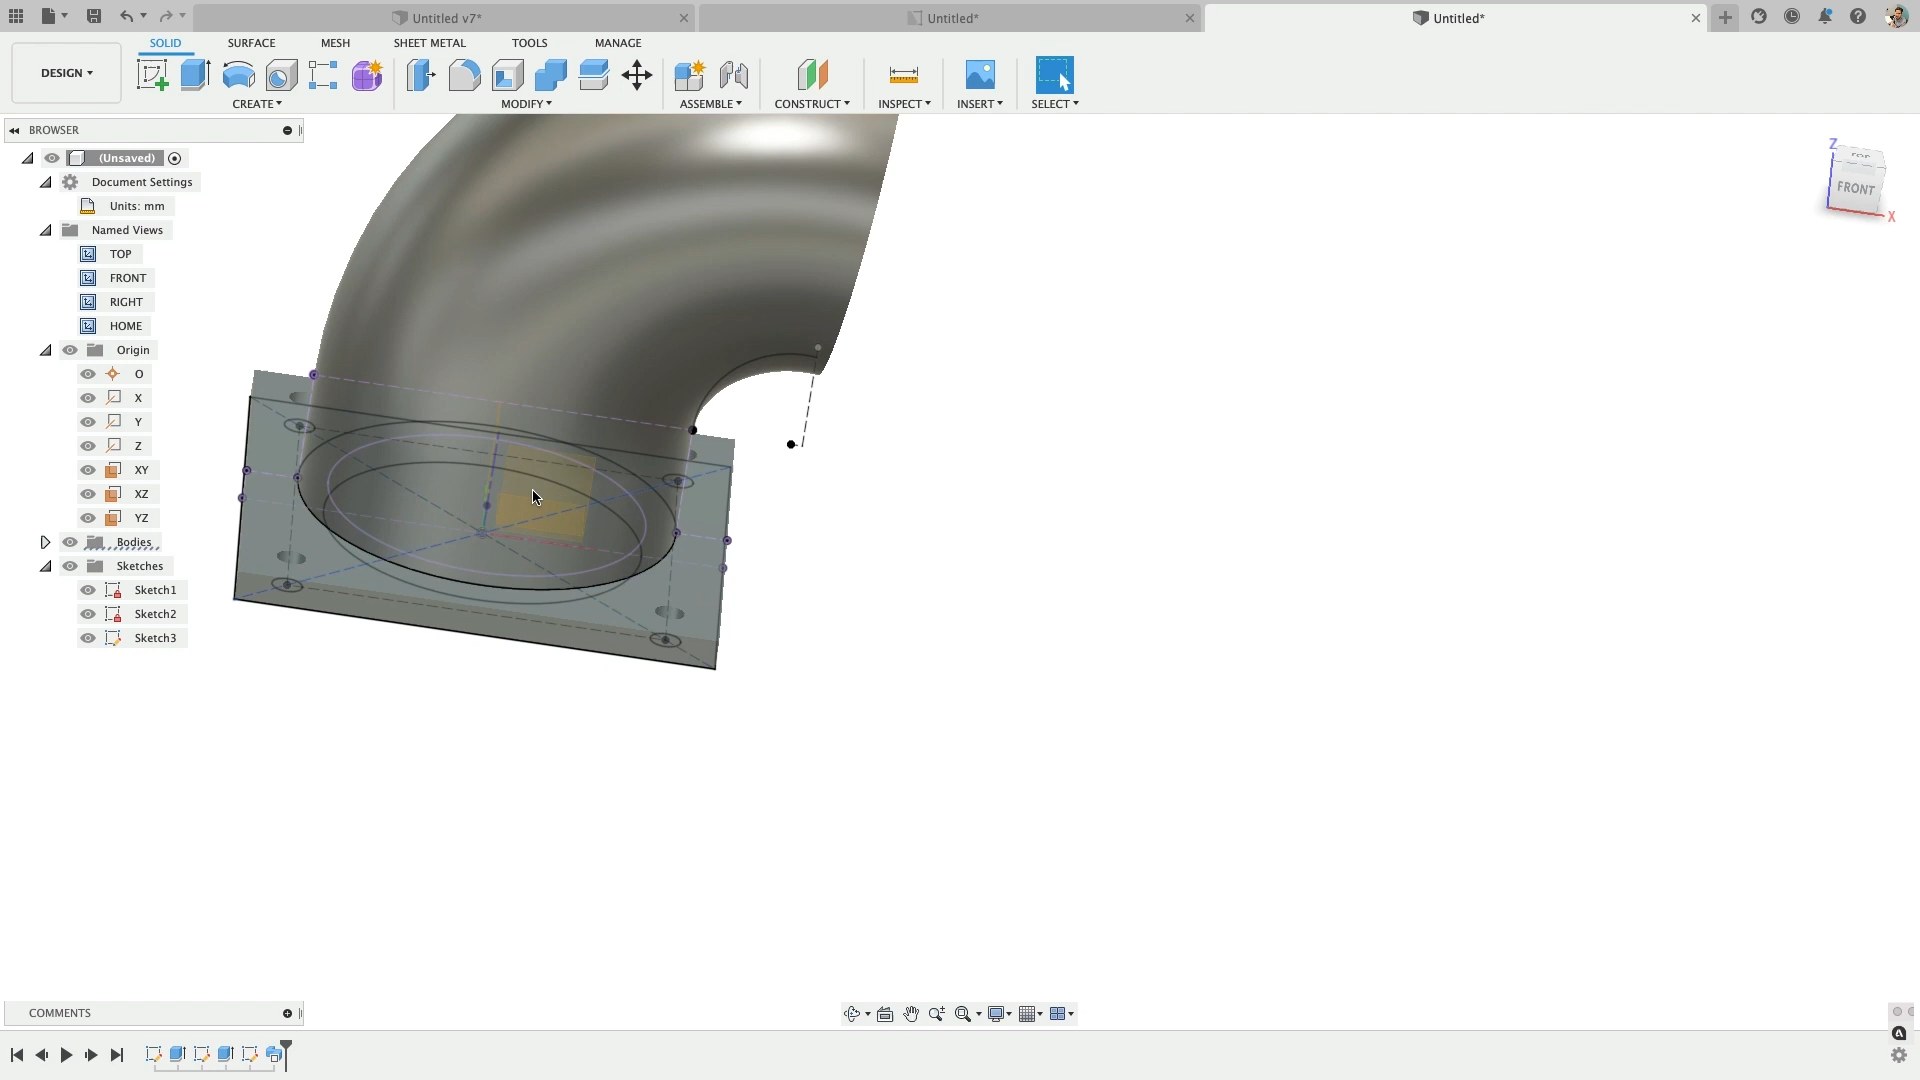 Untitled v7*
Untitled*
Untitled*
DESIGN
SOLID
SURFACE
MESH
SHEET METAL
TOOLS
MANAGE
CREATE
MODIFY
ASSEMBLE
CONSTRUCT
INSPECT
INSERT
SELECT
BROWSER
(Unsaved)
Document Settings
Units: mm
Named Views
TOP
FRONT
RIGHT
HOME
Origin
O
X
Y
Z
XY
XZ
YZ
Bodies
Sketches
Sketch1
Sketch2
Sketch3
Z
TOP
FRONT
X
COMMENTS